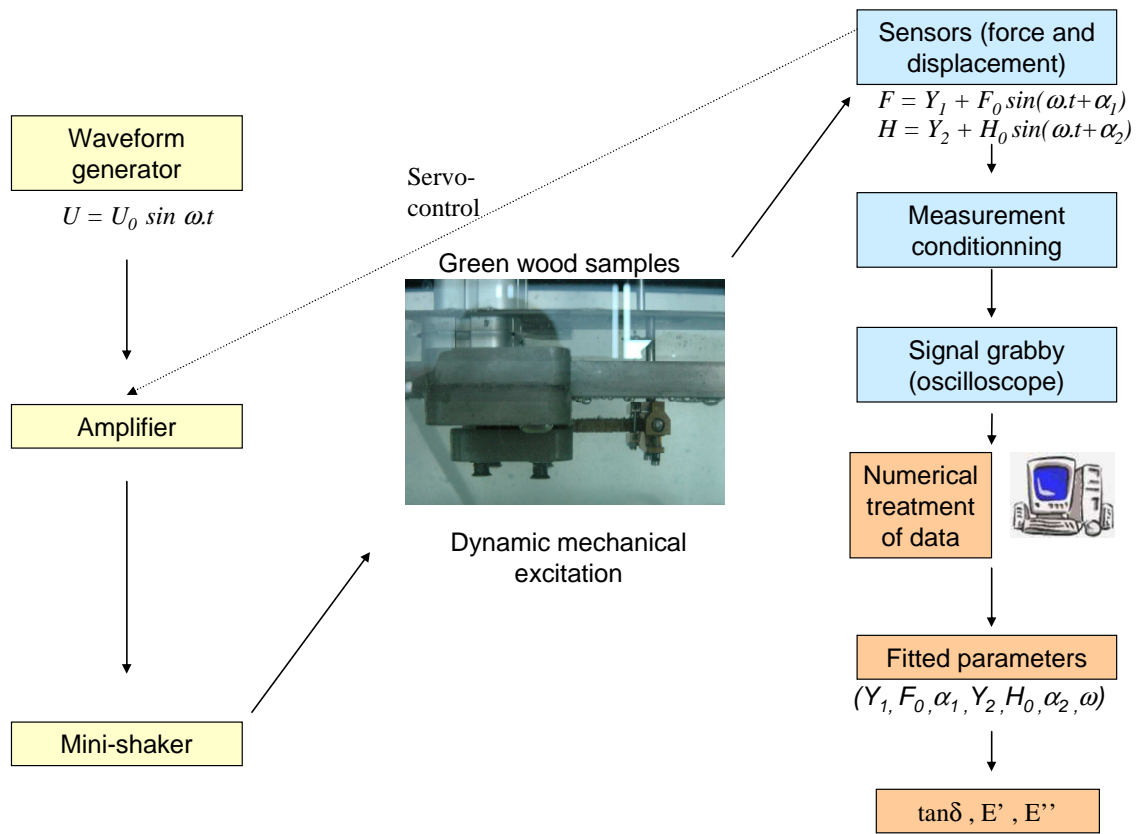 Waveform
generator
U = U₀ sin ω.t
Amplifier
Mini-shaker
Servo-
control
Green wood samples
Dynamic mechanical
excitation
Sensors (force and
displacement)
F = Y₁ + F₀ sin(ω.t+α₁)
H = Y₂ + H₀ sin(ω.t+α₂)
Measurement
conditionning
Signal grabby
(oscilloscope)
Numerical
treatment
of data
Fitted parameters
(Y₁, F₀ ,α₁ ,Y₂ ,H₀ ,α₂ ,ω)
tanδ , E’ , E’’